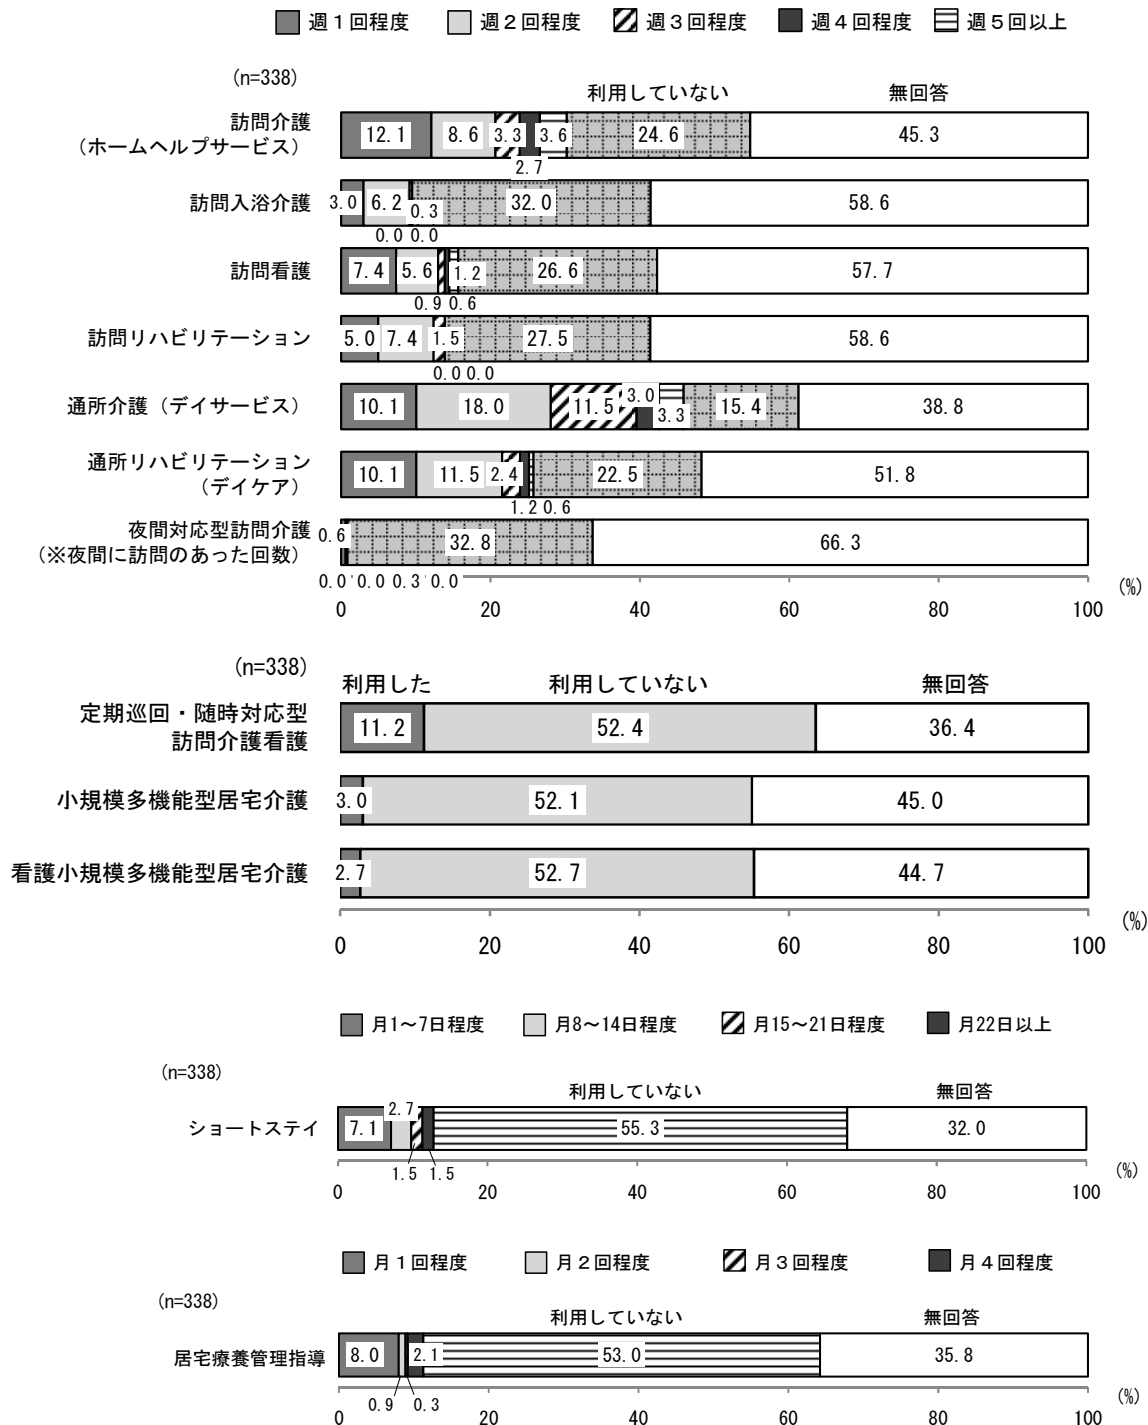 週１回程度 週２回程度 週３回程度 週４回程度 週５回以上
(n=338)
利用していない 無回答
訪問介護
（ホームヘルプサービス）
12.1 8.6 3.3 3.6 24.6 45.3
2.7
訪問入浴介護 3.0 6.2 0.3 32.0 58.6
0.0 0.0
訪問看護 7.4 5.6 1.2 26.6 57.7
0.9 0.6
訪問リハビリテーション 5.0 7.4 1.5 27.5 58.6
0.0 0.0
通所介護（デイサービス） 10.1 18.0 11.5 3.0 3.3 15.4 38.8
通所リハビリテーション
（デイケア）
10.1 11.5 2.4 22.5 51.8
1.2 0.6
夜間対応型訪問介護
（※夜間に訪問のあった回数）
0.6 32.8 66.3
0.0 0.0 0.3 0.0
(%)
0 20 40 60 80 100
(n=338)
利用した 利用していない 無回答
定期巡回・随時対応型
訪問介護看護
11.2 52.4 36.4
小規模多機能型居宅介護 3.0 52.1 45.0
看護小規模多機能型居宅介護 2.7 52.7 44.7
(%)
0 20 40 60 80 100
月1～7日程度 月8～14日程度 月15～21日程度 月22日以上
(n=338)
利用していない 無回答
ショートステイ 7.1 2.7 55.3 32.0
1.5 1.5
(%)
0 20 40 60 80 100
月１回程度 月２回程度 月３回程度 月４回程度
(n=338)
利用していない 無回答
居宅療養管理指導 8.0 2.1 53.0 35.8
0.9 0.3
(%)
0 20 40 60 80 100